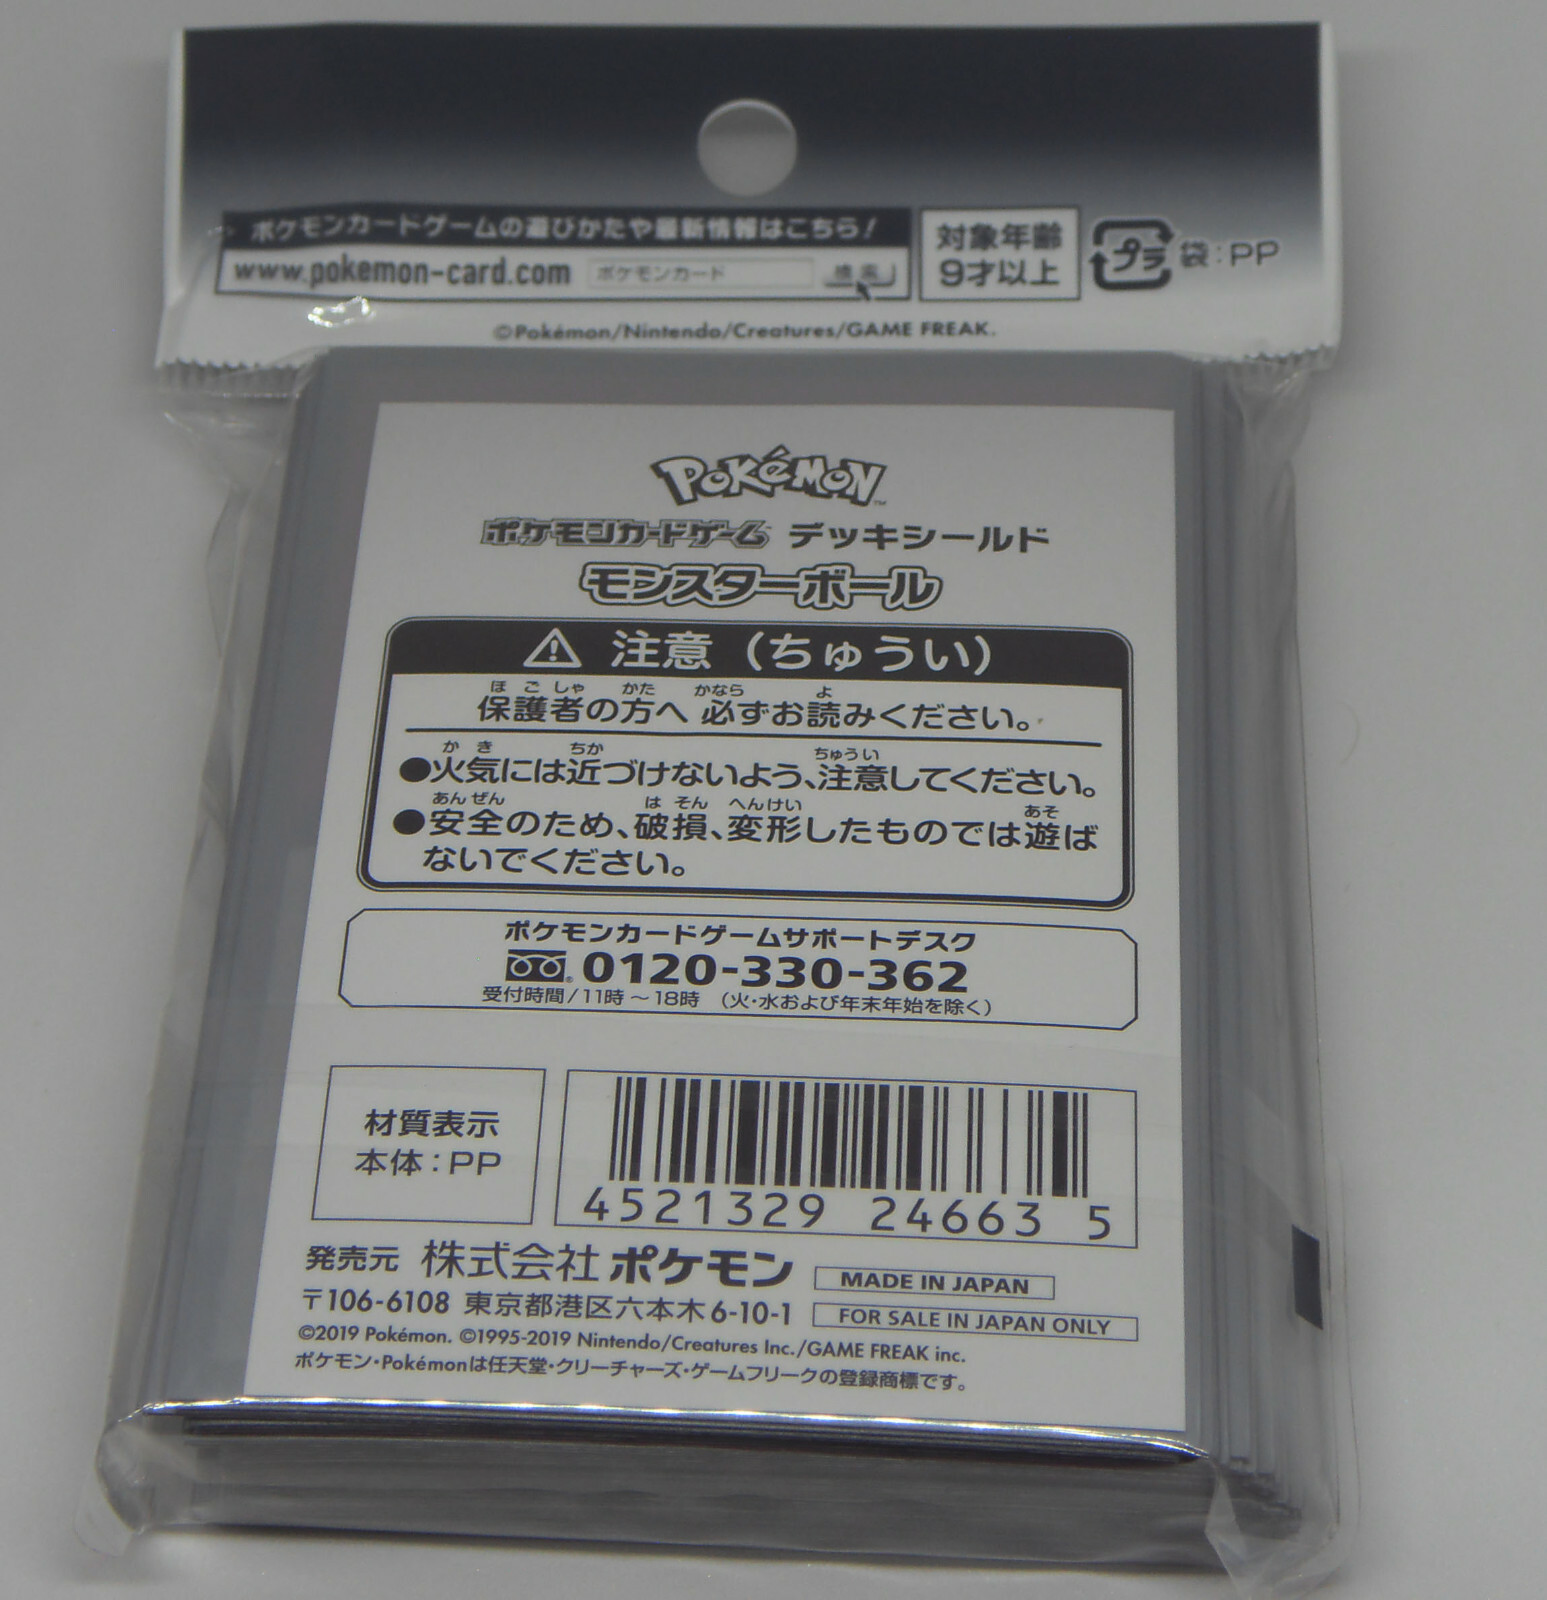 ポケモンカードゲームの遊びかたや最新情報はこちら!
www.pokemon-card.com ポケモンカード 検索
対象年齢
9才以上
プラ 袋:PP
©Pokémon/Nintendo/Creatures/GAME FREAK.
POKéMON™
ポケモンカードゲーム デッキシールド
モンスターボール
⚠ 注意(ちゅうい)
ほごしゃ かた かなら よ
保護者の方へ 必ずお読みください。
かき ちか ちゅうい
●火気には近づけないよう、注意してください。
あんぜん はそん へんけい あそ
●安全のため、破損、変形したものでは遊ば
ないでください。
ポケモンカードゲームサポートデスク
0120-330-362
受付時間/11時~18時 (火・水および年末年始を除く)
材質表示
本体:PP
4521329 24663 5
発売元 株式会社ポケモン
MADE IN JAPAN
〒106-6108 東京都港区六本木6-10-1
FOR SALE IN JAPAN ONLY
©2019 Pokémon. ©1995-2019 Nintendo/Creatures Inc./GAME FREAK inc.
ポケモン・Pokémonは任天堂・クリーチャーズ・ゲームフリークの登録商標です。